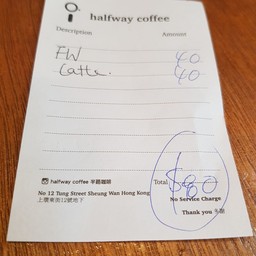 halfway coffee
Description Amount
FW 40
Latte. 40
halfway coffee 半路咖啡
Total $80
No 12 Tung Street Sheung Wan Hong Kong
上環東街12號地下
No Service Charge
Thank you 多謝